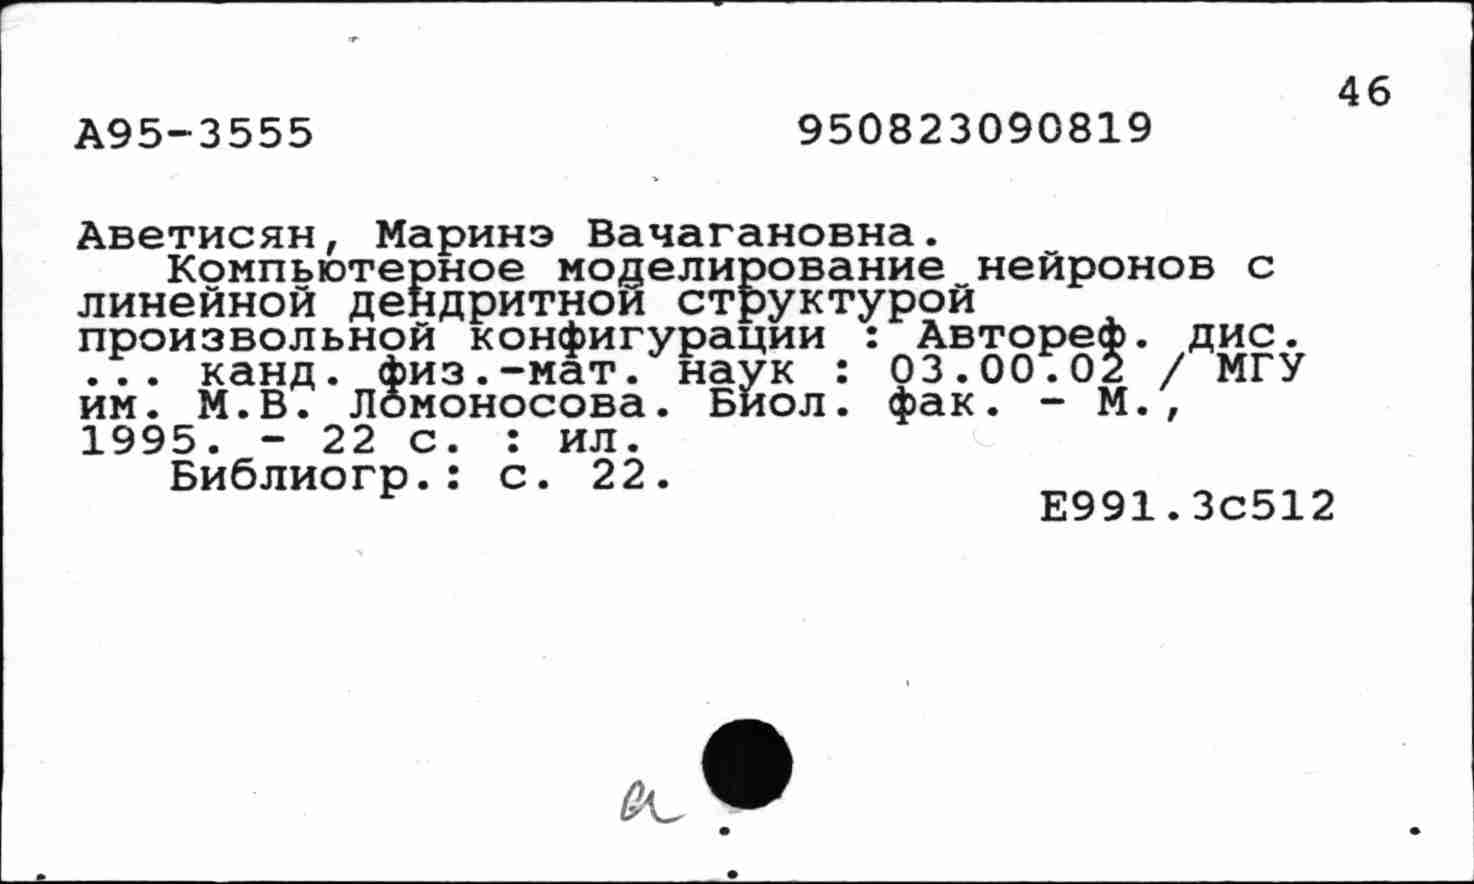 46
А95-3555 950823090819
Аветисян, Маринэ Вачагановна.
Компьютерное моделирование нейронов с
линейной дендритной структурой
произвольной конфигурации : Автореф. дис.
... канд. физ.-мат. наук : 03.00.02 / МГУ
им. М.В. Ломоносова. Биол. фак. - М.,
1995. - 22 с. : ил.
Библиогр.: с. 22.
Е991.3с512